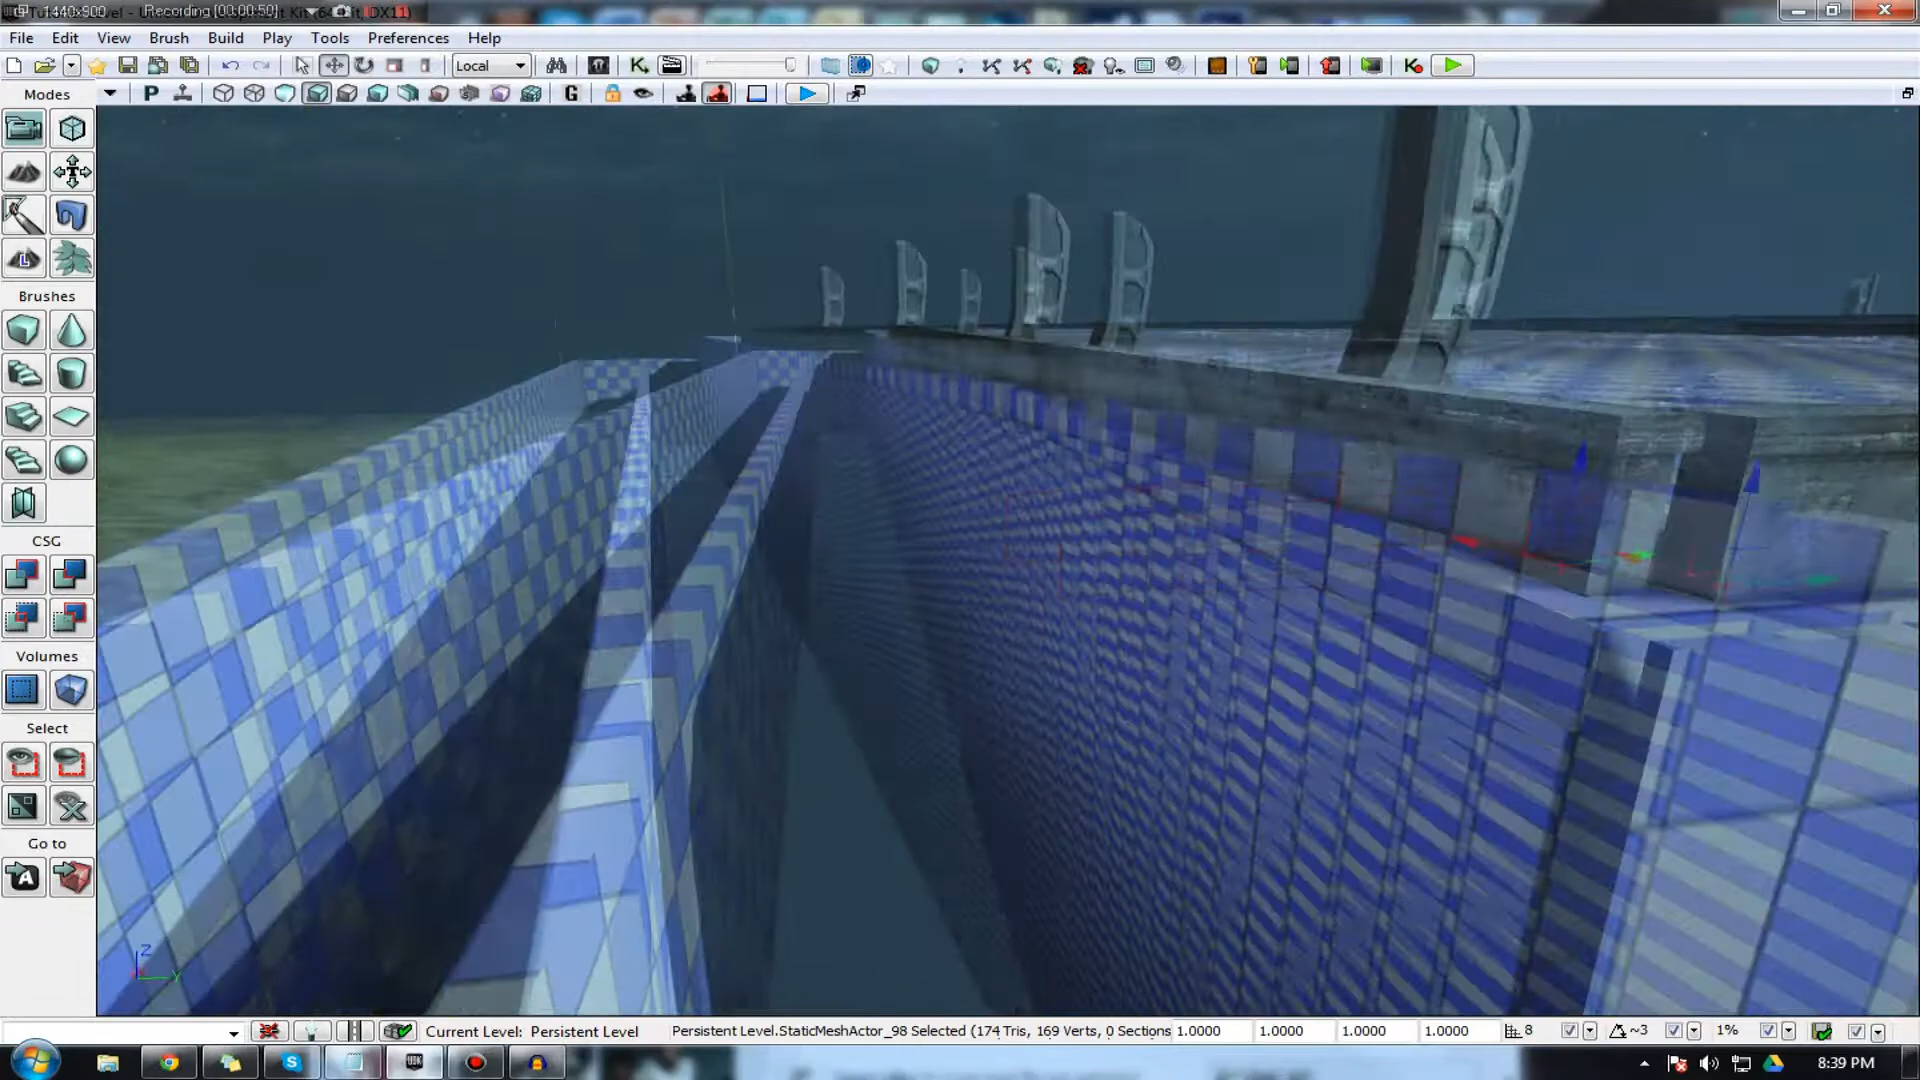 1440x900 Recording [00:00:50]
File Edit View Brush Build Play Tools Preferences Help
Local
Modes P G
Brushes
CSG
Volumes
Select
Go to
Z
Y
Current Level: Persistent Level Persistent Level.StaticMeshActor_98 Selected (174 Tris, 169 Verts, 0 Sections 1.0000 1.0000 1.0000 1.0000 8 ~3 1%
8:39 PM